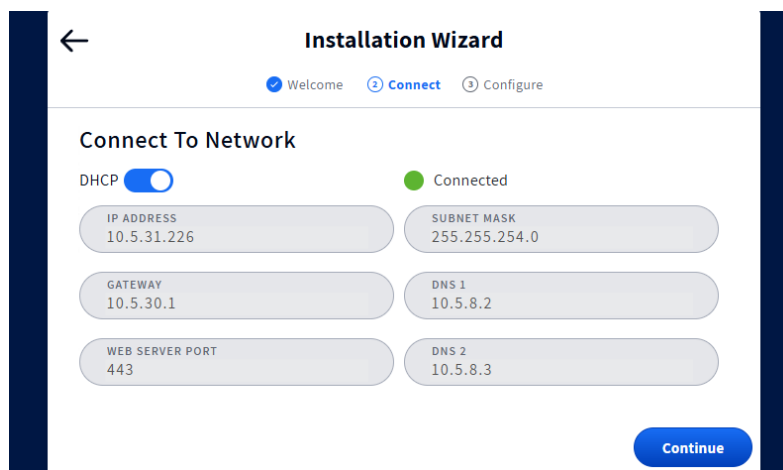 Installation Wizard
Welcome 2 Connect 3 Configure
Connect To Network
DHCP Connected
IP ADDRESS SUBNET MASK
10.5.31.226 255.255.254.0
GATEWAY DNS 1
10.5.30.1 10.5.8.2
WEB SERVER PORT DNS 2
443 10.5.8.3
Continue